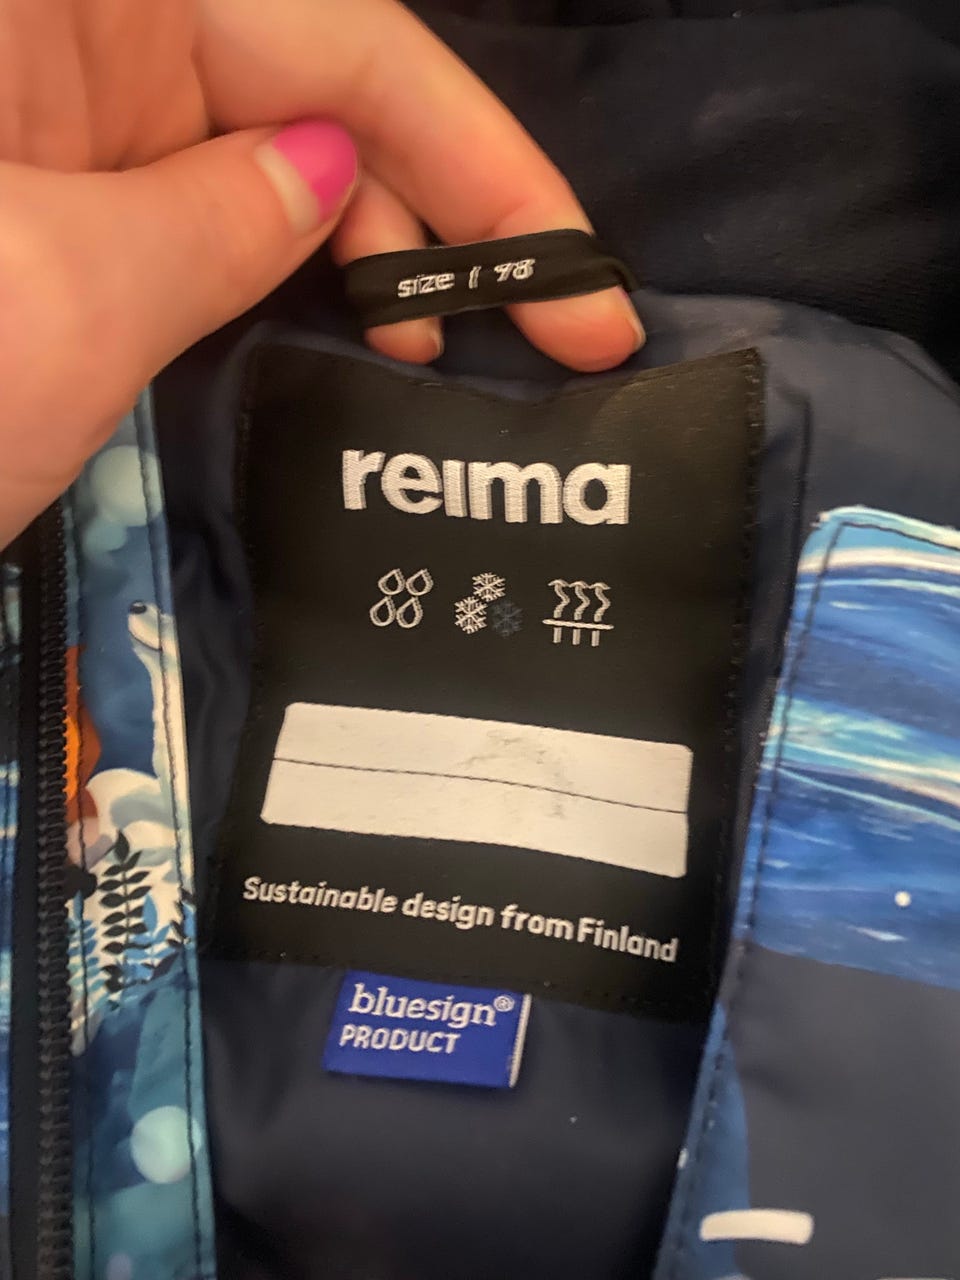 size | 98
reima
Sustainable design from Finland
bluesign®
PRODUCT